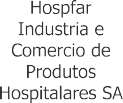 Hospfar
Industria e
Comercio de
Produtos
Hospitalares SA